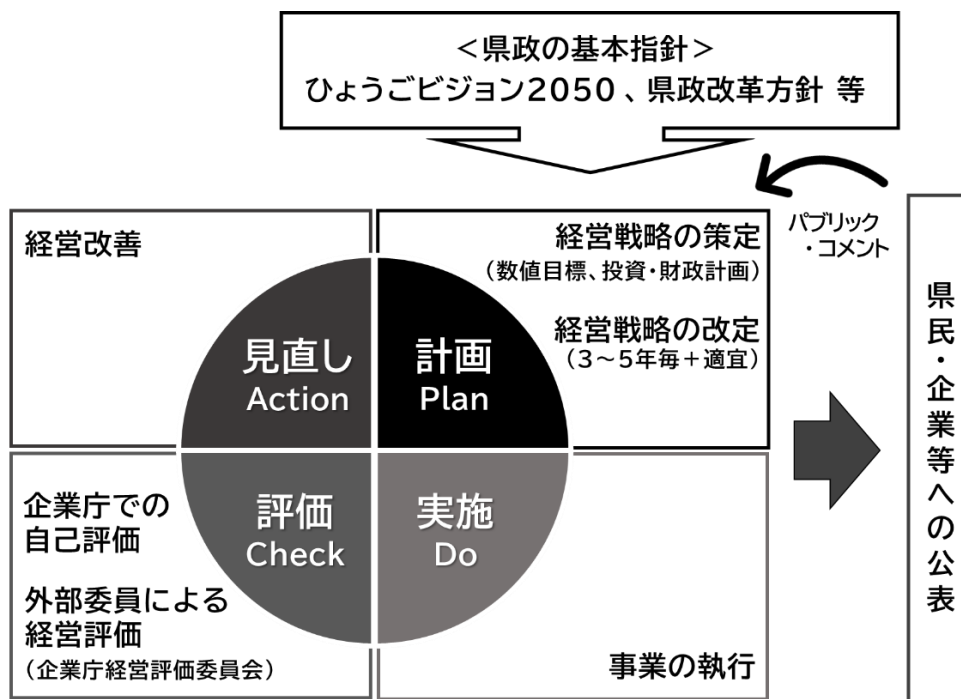 ＜県政の基本指針＞
ひょうごビジョン2050、県政改革方針 等
パブリック
・コメント
経営改善
経営戦略の策定
（数値目標、投資・財政計画）
経営戦略の改定
（3～5年毎＋適宜）
見直し
Action
計画
Plan
評価
Check
実施
Do
企業庁での
自己評価
外部委員による
経営評価
（企業庁経営評価委員会）
事業の執行
県民・企業等への公表